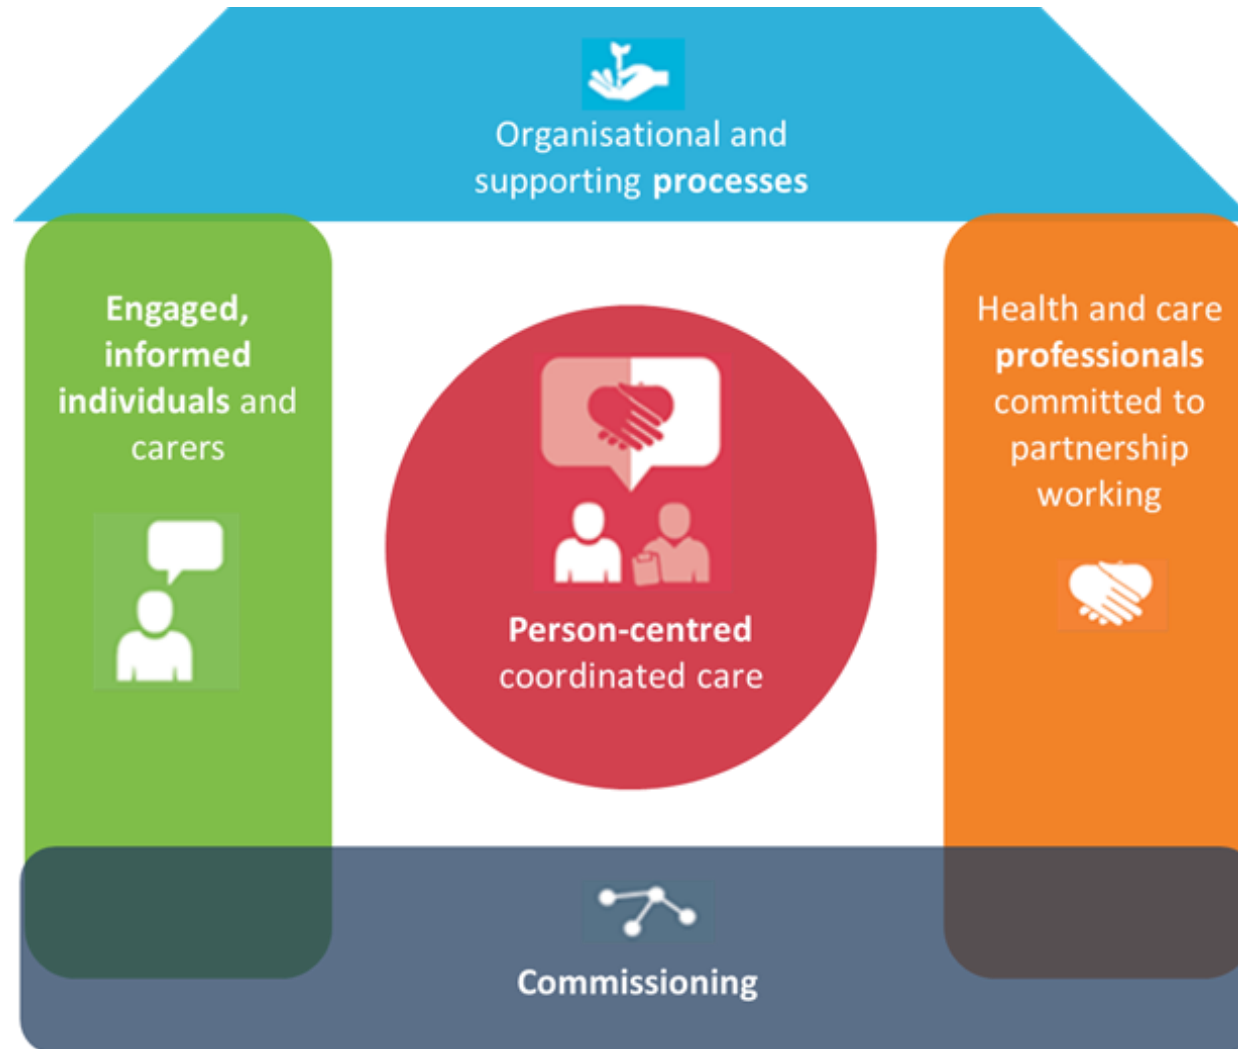 Organisational and
supporting processes
Engaged,
informed
individuals and
carers
Person-centred
coordinated care
Health and care
professionals
committed to
partnership
working
Commissioning